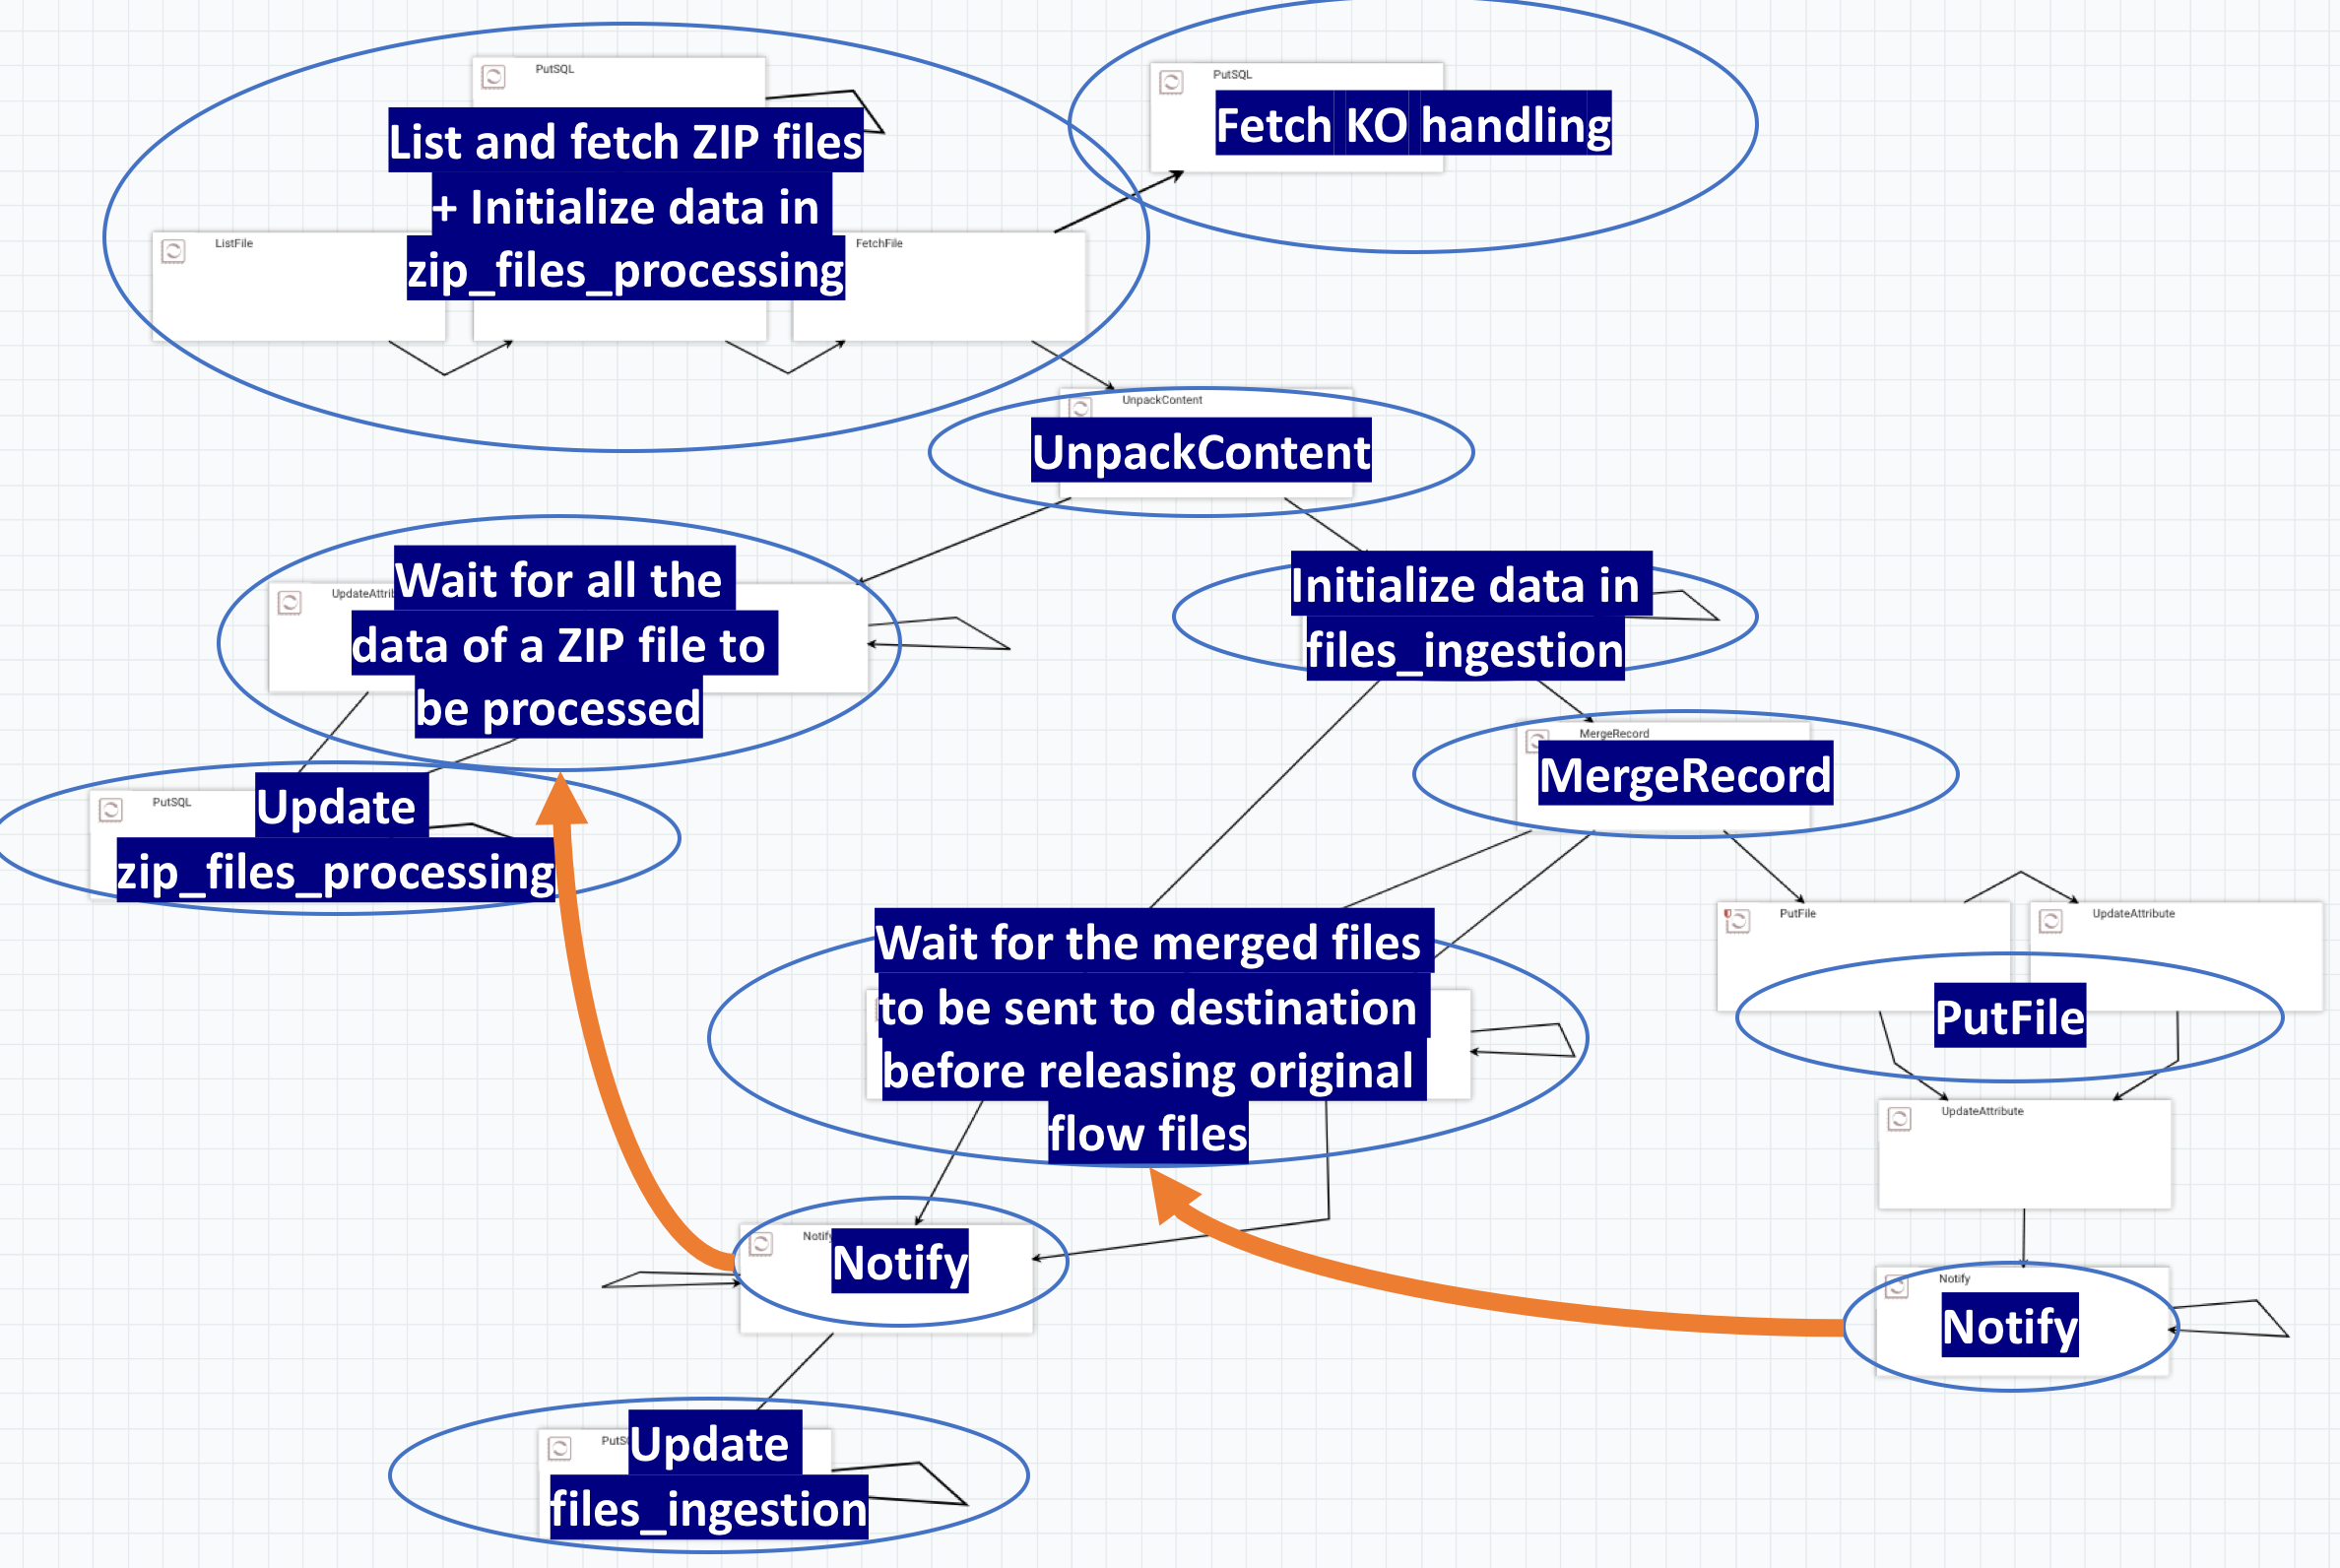 PutSQL
List and fetch ZIP files
+ Initialize data in
zip_files_processing
ListFile
FetchFile
PutSQL
Fetch KO handling
UnpackContent
UnpackContent
Wait for all the
data of a ZIP file to
be processed
Initialize data in
files_ingestion
PutSQL
Update
zip_files_processing
MergeRecord
MergeRecord
Wait for the merged files
to be sent to destination
before releasing original
flow files
PutFile
UpdateAttribute
PutFile
UpdateAttribute
Notify
Notify
Notify
Notify
Update
files_ingestion